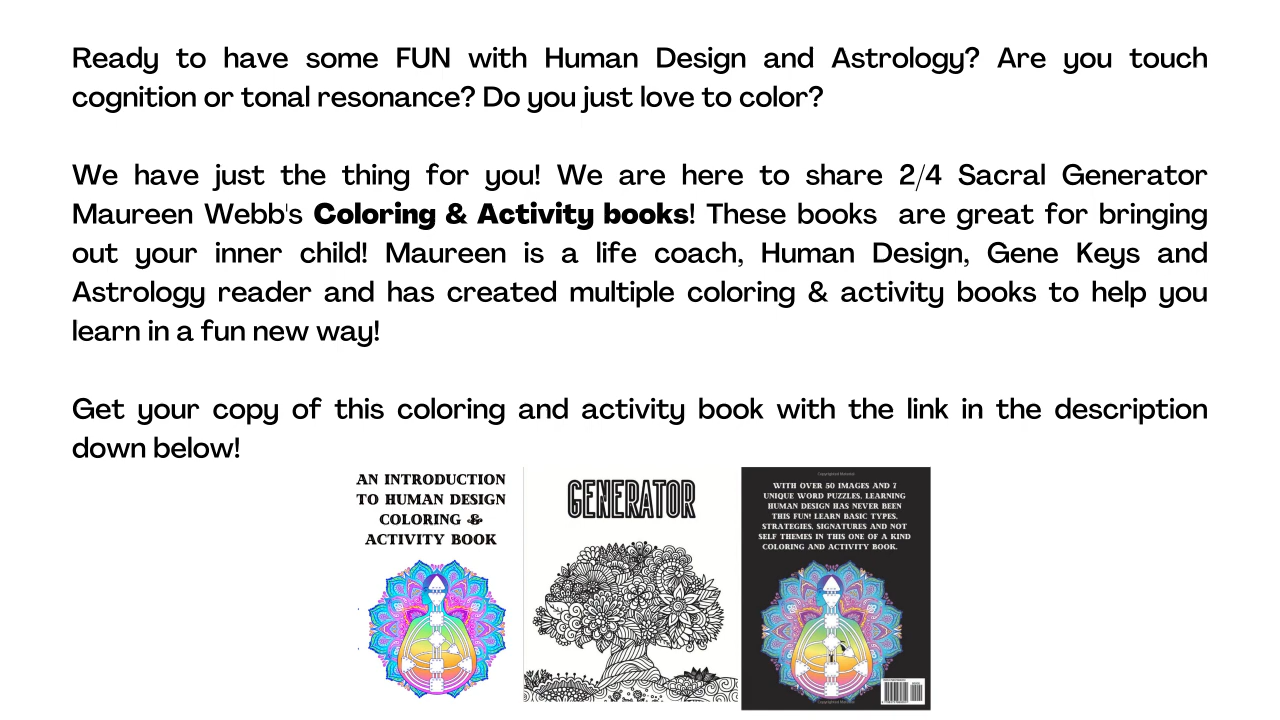 Ready to have some FUN with Human Design and Astrology? Are you touch
cognition or tonal resonance? Do you just love to color?
We have just the thing for you! We are here to share 2/4 Sacral Generator
Maureen Webb's Coloring & Activity books! These books are great for bringing
out your inner child! Maureen is a life coach, Human Design, Gene Keys and
Astrology reader and has created multiple coloring & activity books to help you
learn in a fun new way!
Get your copy of this coloring and activity book with the link in the description
down below!
AN INTRODUCTION
TO HUMAN DESIGN
COLORING &
ACTIVITY BOOK
GENERATOR
Copyrighted Material
WITH OVER 50 IMAGES AND 7
UNIQUE WORD PUZZLES, LEARNING
HUMAN DESIGN HAS NEVER BEEN
THIS FUN! LEARN BASIC TYPES,
STRATEGIES, SIGNATURES AND NOT
SELF THEMES IN THIS ONE OF A KIND
COLORING AND ACTIVITY BOOK.
Copyrighted Material